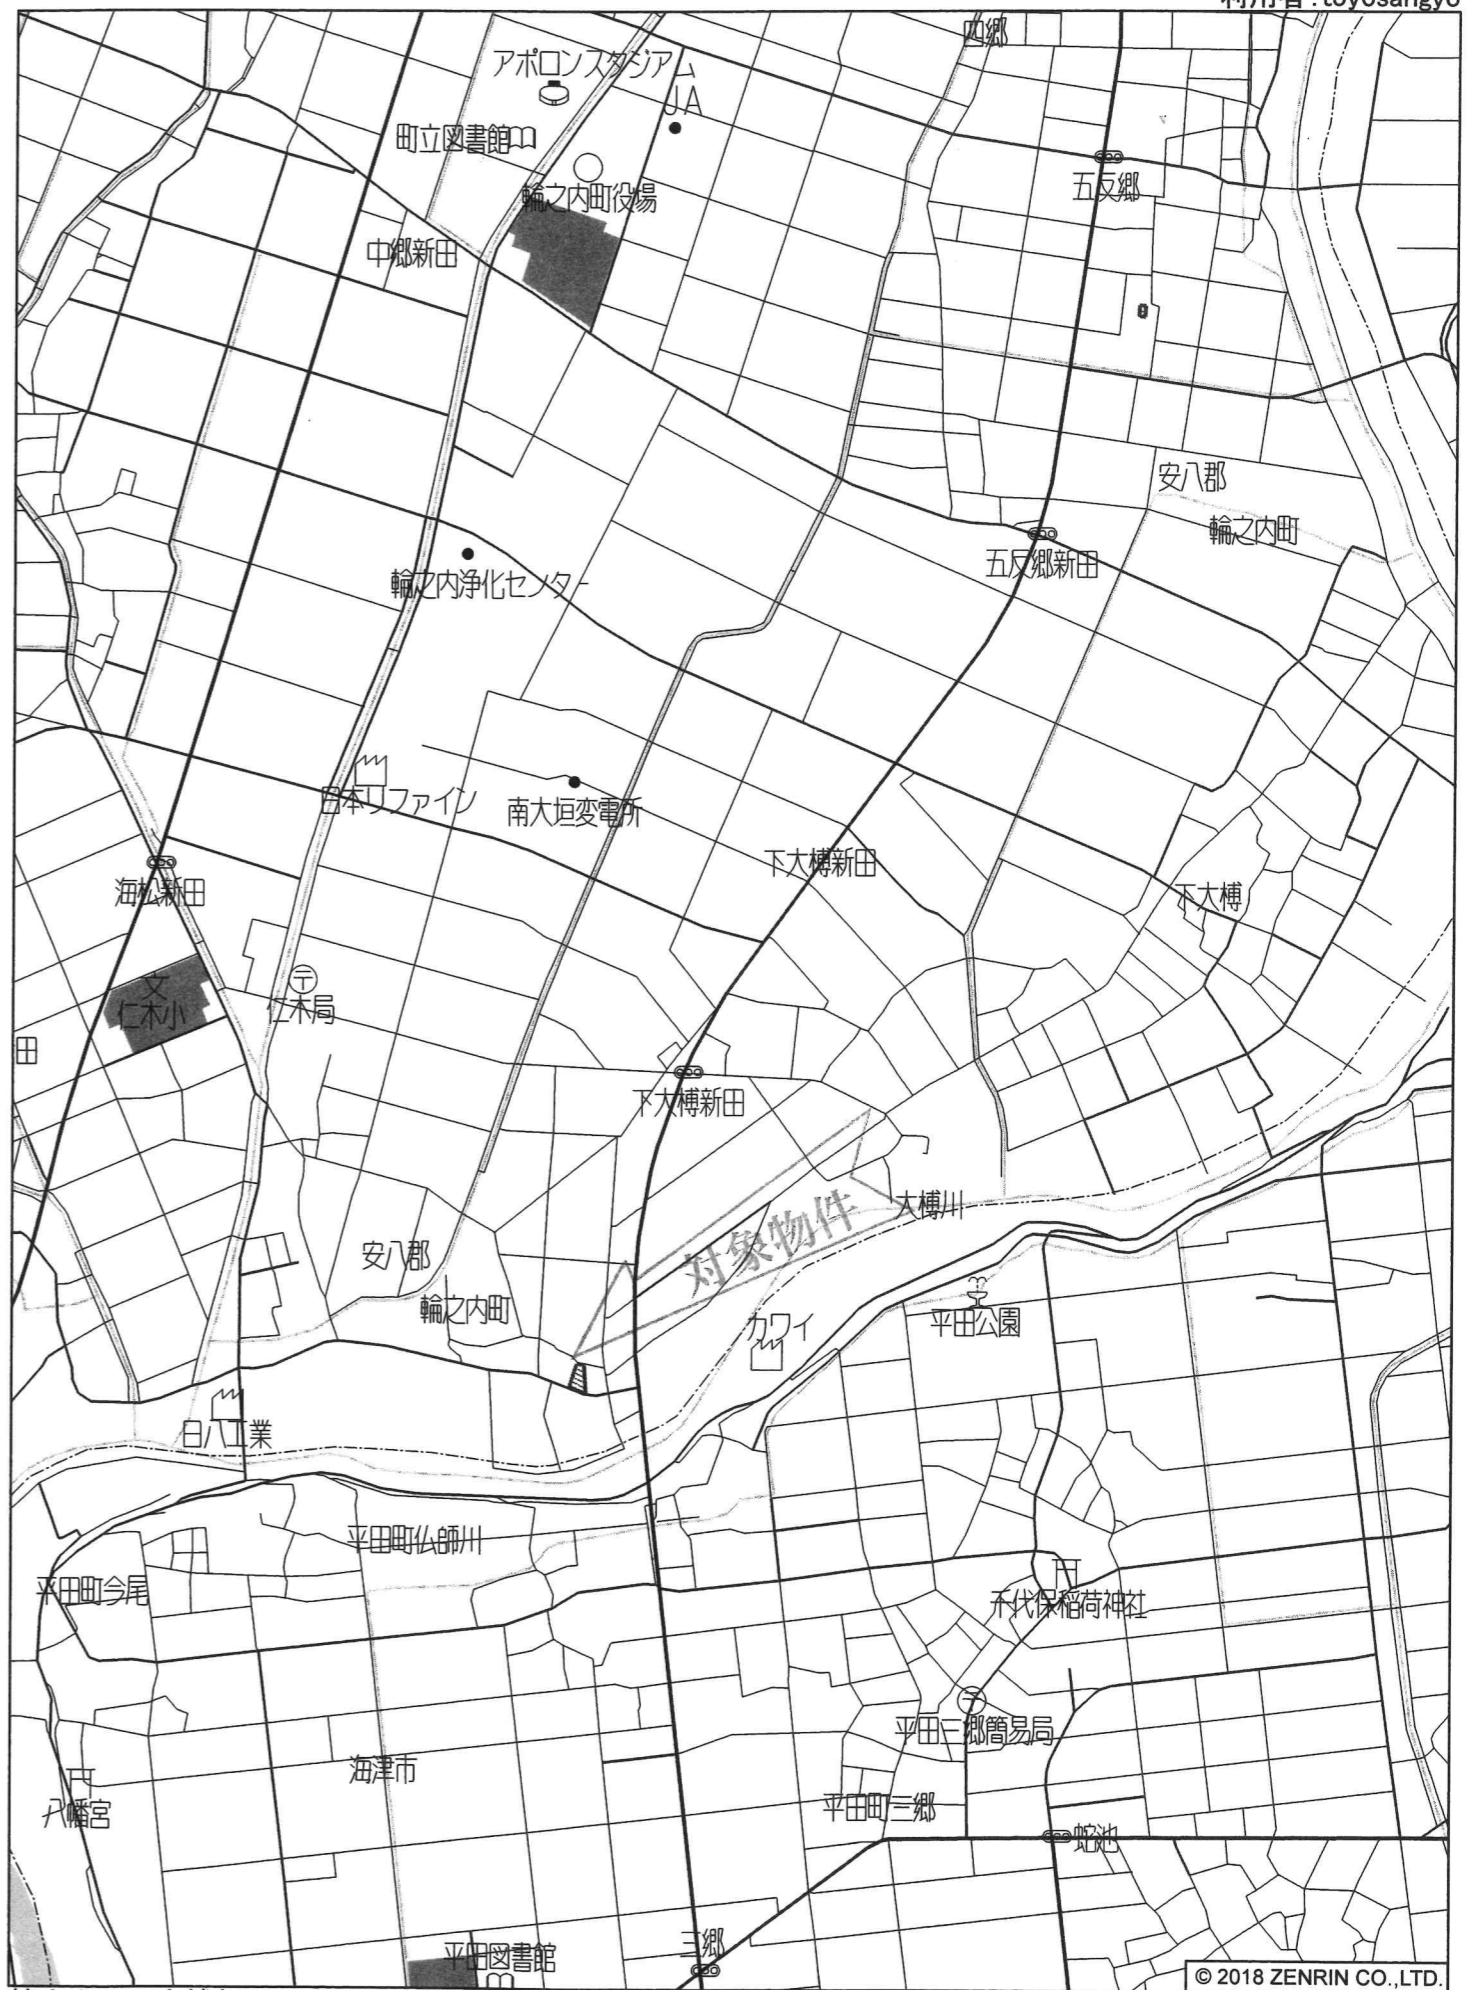 利用者:toyosangyo
四郷
アポロンスタジアム
JA
町立図書館
五反郷
輪之内町役場
中郷新田
安八郡
輪之内町
五反郷新田
輪之内浄化センター
日本リファイン
南大垣変電所
下大榑新田
海松新田
下大榑
文
仁木小
〒
仁木局
田
下大榑新田
対象物件
大榑川
安八郡
輪之内町
カワイ
平田公園
日八工業
平田町仏師川
平田町今尾
千代保稲荷神社
〒
平田三郷簡易局
海津市
八幡宮
平田町三郷
蛇池
三郷
平田図書館
© 2018 ZENRIN CO.,LTD.